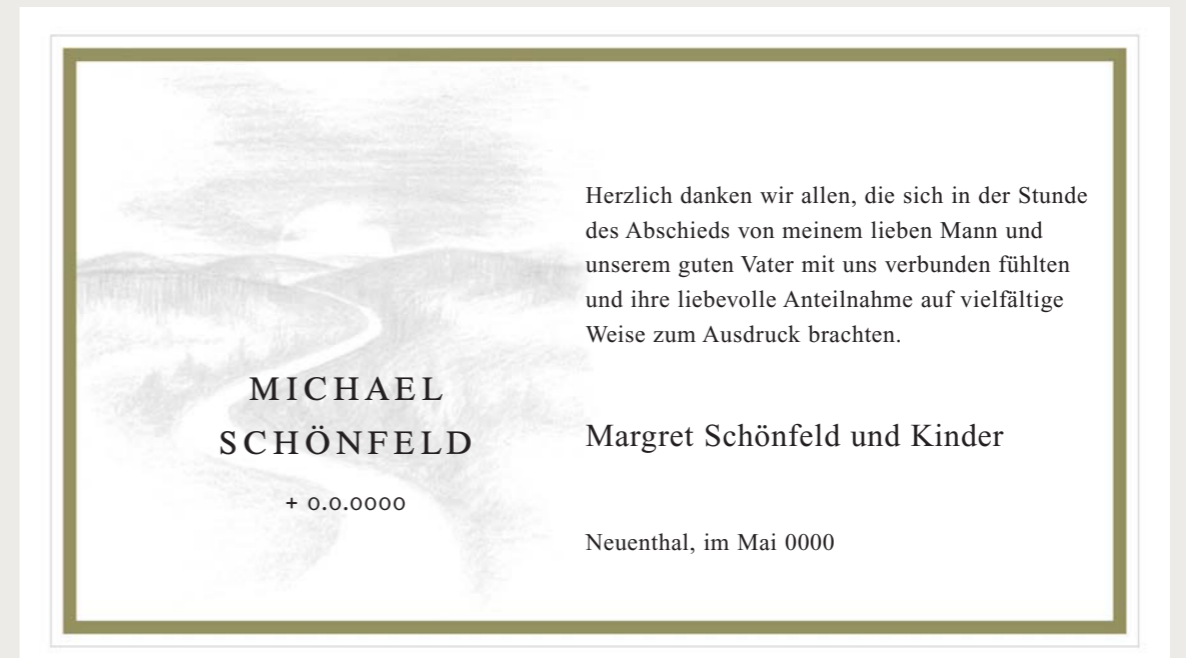 MICHAEL
SCHÖNFELD
+ 0.0.0000
Herzlich danken wir allen, die sich in der Stunde
des Abschieds von meinem lieben Mann und
unserem guten Vater mit uns verbunden fühlten
und ihre liebevolle Anteilnahme auf vielfältige
Weise zum Ausdruck brachten.
Margret Schönfeld und Kinder
Neuenthal, im Mai 0000